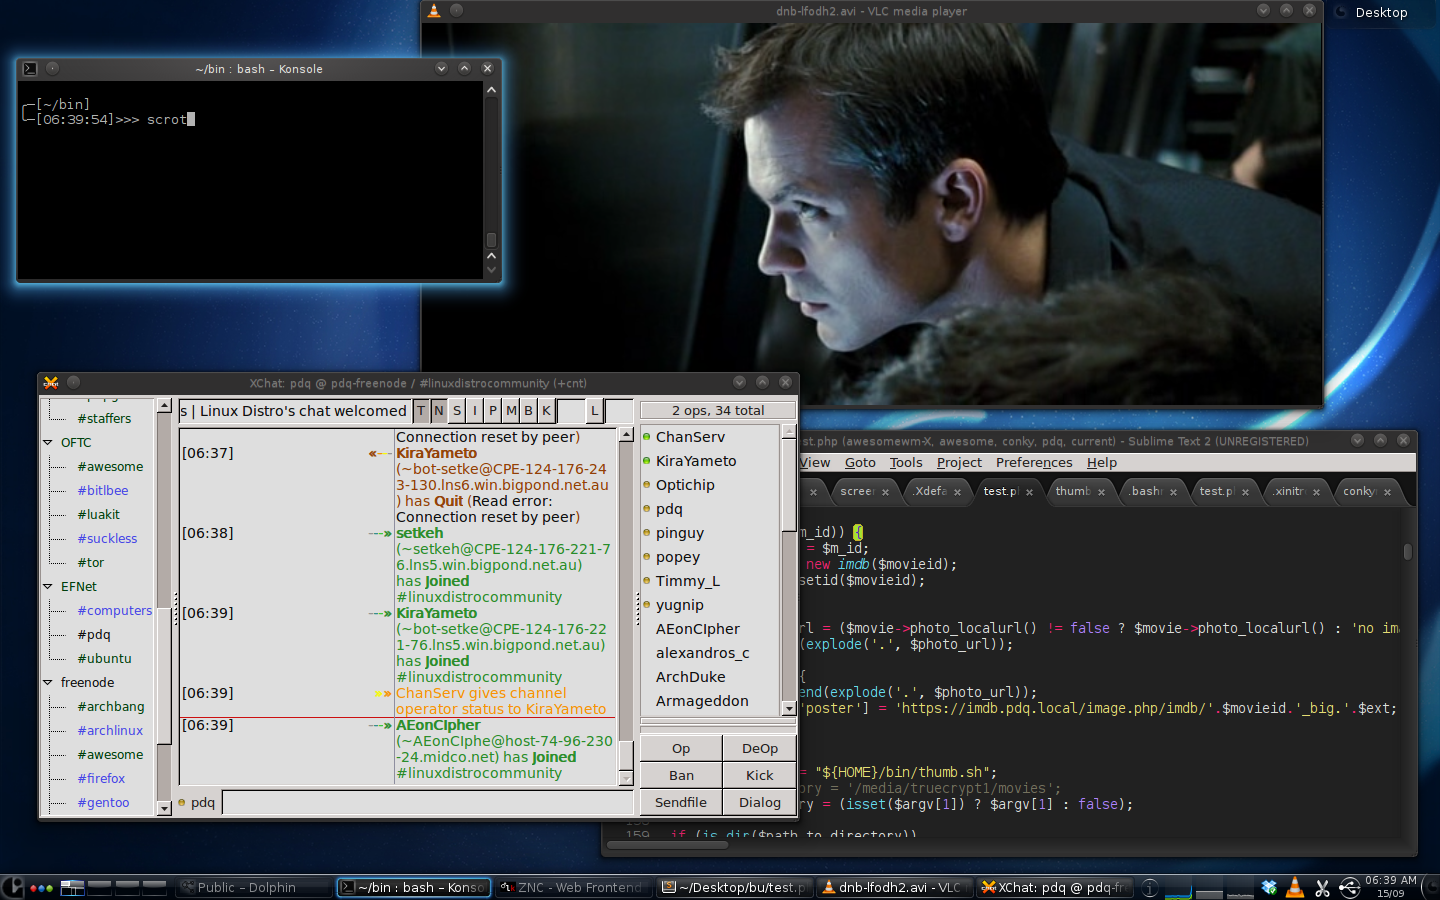 dnb-lfodh2.avi - VLC media player
Desktop
~/bin : bash – Konsole
[~/bin]
[06:39:54]>>> scrot
XChat: pdq @ pdq-freenode / #linuxdistrocommunity (+cnt)
#staffers
OFTC
#awesome
#bitlbee
#luakit
#suckless
#tor
EFNet
#computers
#pdq
#ubuntu
freenode
#archbang
#archlinux
#awesome
#firefox
#gentoo
s | Linux Distro's chat welcomed
T N S I P M B K L
Connection reset by peer)
[06:37] «-- KiraYameto
(~bot-setke@CPE-124-176-24
3-130.lns6.win.bigpond.net.au
) has Quit (Read error:
Connection reset by peer)
[06:38] ---» setkeh
(~setkeh@CPE-124-176-221-7
6.lns5.win.bigpond.net.au)
has Joined
#linuxdistrocommunity
[06:39] ---» KiraYameto
(~bot-setke@CPE-124-176-22
1-76.lns5.win.bigpond.net.au)
has Joined
#linuxdistrocommunity
[06:39] ChanServ gives channel
operator status to KiraYameto
[06:39] ---» AEonCIpher
(~AEonCIphe@host-74-96-230
-24.midco.net) has Joined
#linuxdistrocommunity
pdq
2 ops, 34 total
ChanServ
KiraYameto
Optichip
pdq
pinguy
popey
Timmy_L
yugnip
AEonCIpher
alexandros_c
ArchDuke
Armageddon
Op DeOp
Ban Kick
Sendfile Dialog
st.php (awesomewm-X, awesome, conky, pdq, current) - Sublime Text 2 (UNREGISTERED)
View Goto Tools Project Preferences Help
screen .Xdefa test.p thumb .bashr test.p .xinitr conky
m_id)) {
= $m_id;
new imdb($movieid);
setid($movieid);
rl = ($movie->photo_localurl() != false ? $movie->photo_localurl() : 'no im
(explode('.', $photo_url));
{
end(explode('.', $photo_url));
'poster'] = 'https://imdb.pdq.local/image.php/imdb/'.$movieid.'_big.'.$ext;
= "${HOME}/bin/thumb.sh";
ory = '/media/truecrypt1/movies';
ry = (isset($argv[1]) ? $argv[1] : false);
159 if (is_dir($path_to_directory))
Public – Dolphin
~/bin : bash – Konso
ZNC - Web Frontend
~/Desktop/bu/test.p
dnb-lfodh2.avi - VLC
XChat: pdq @ pdq-fr
06:39 AM
15/09